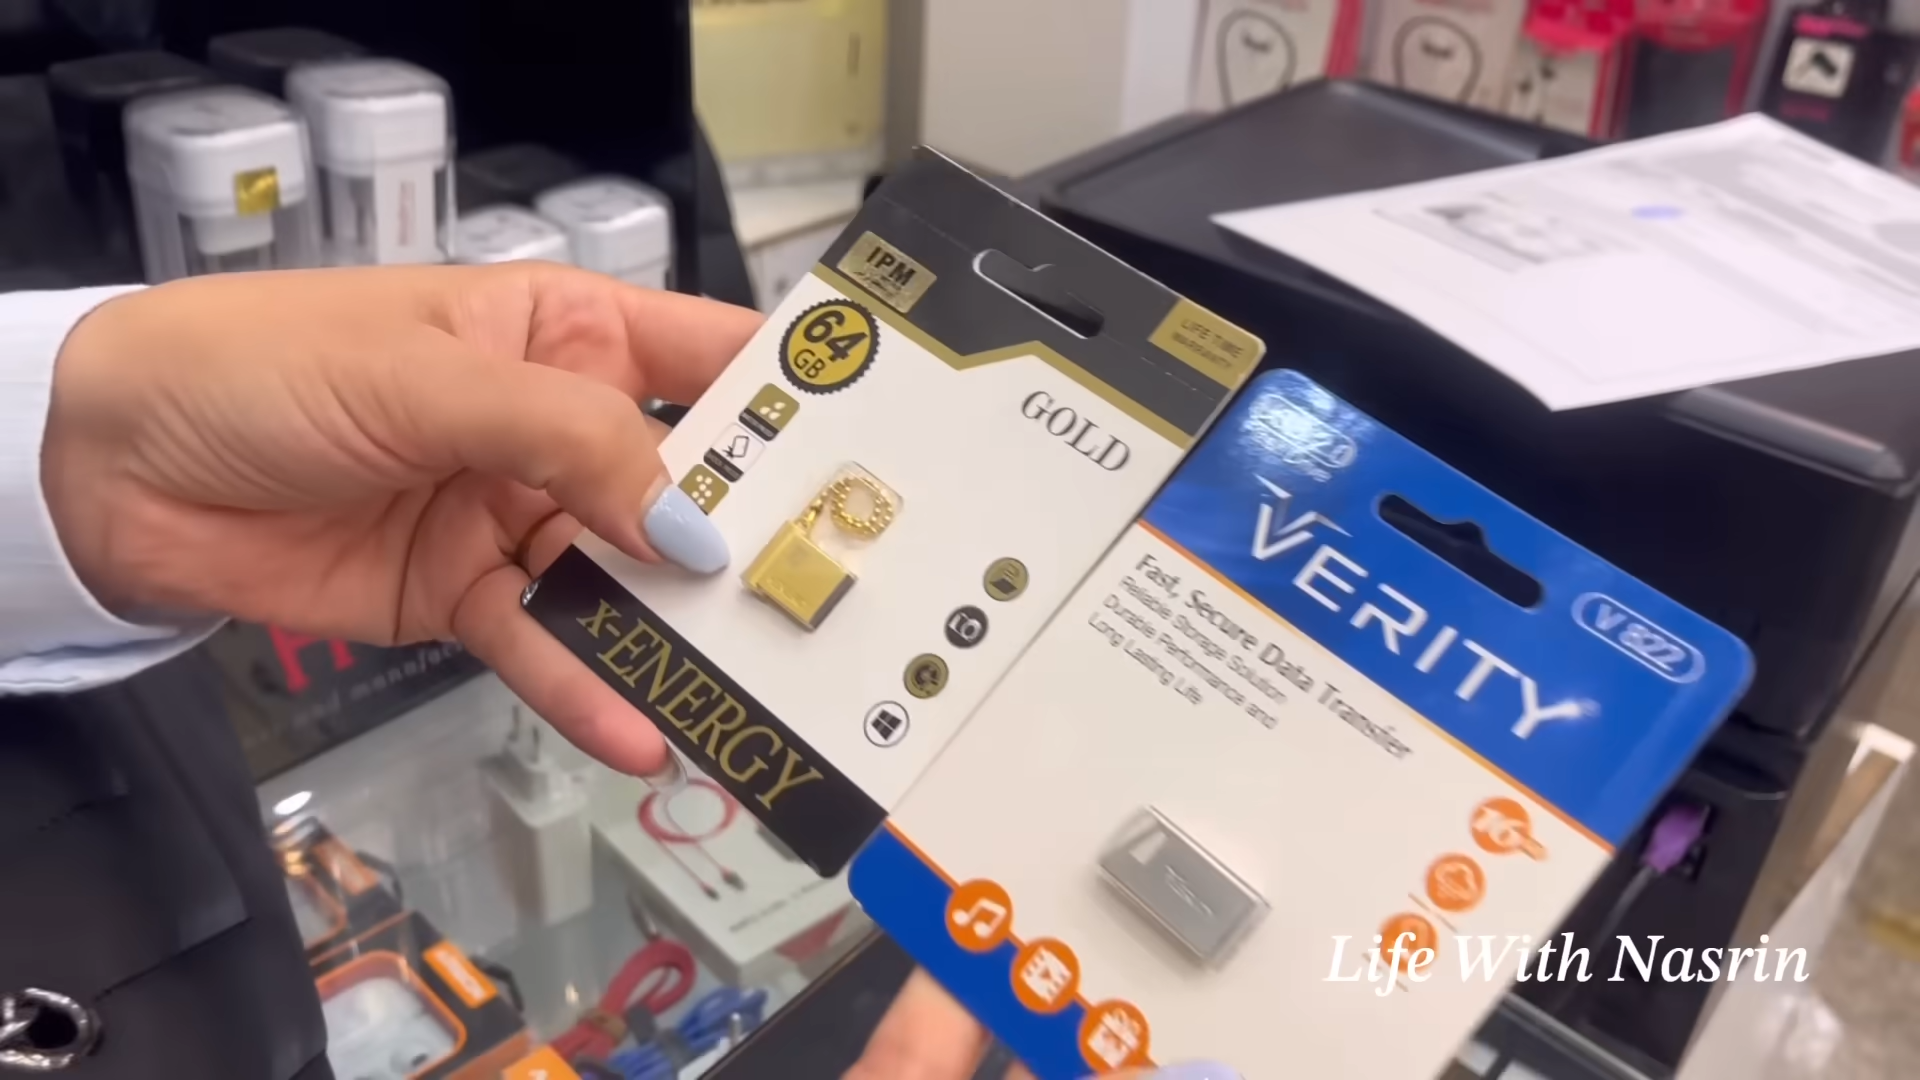 IPM
64
GB
LIFE TIME
WARRANTY
GOLD
X-ENERGY
VERITY
V 822
Fast, Secure Data Transfer
Reliable Storage Solution
Durable Performance and
Long Lasting Life
16
Life With Nasrin